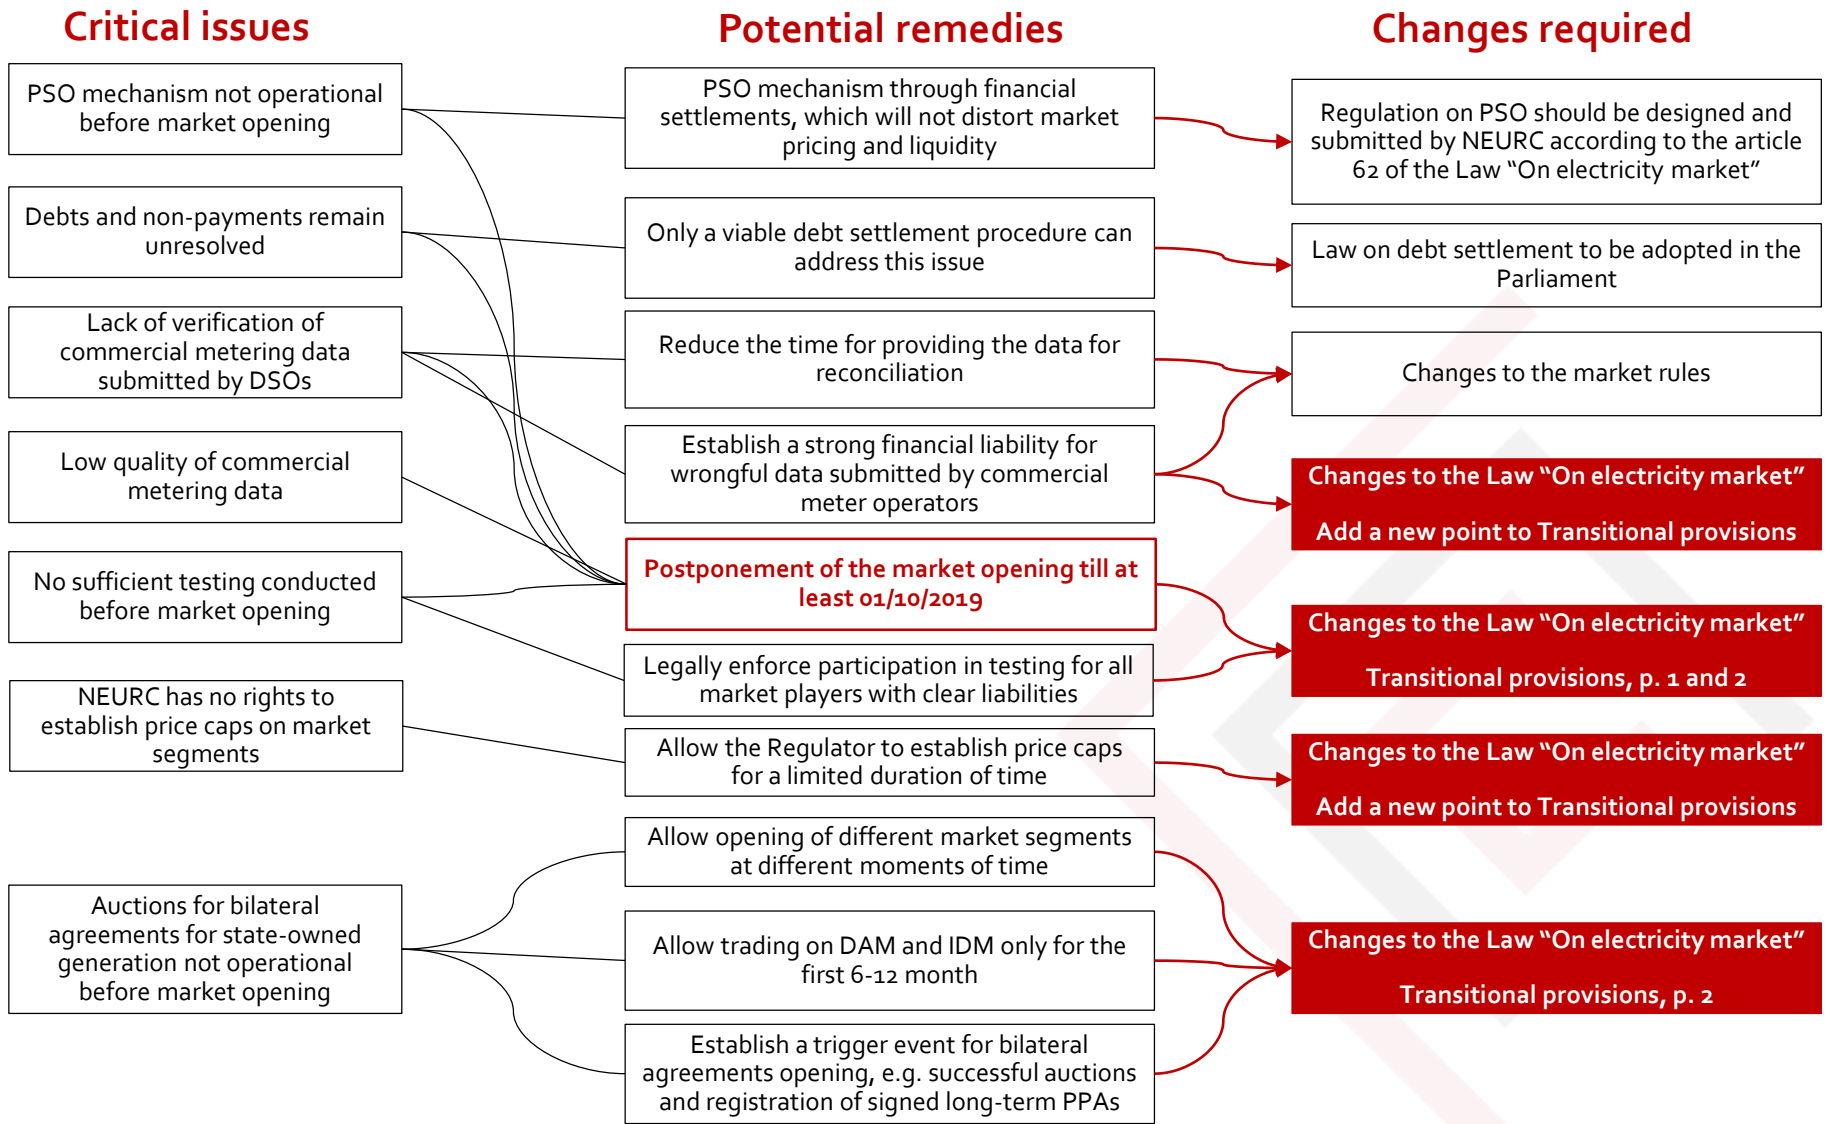 Critical issues
PSO mechanism not operational
before market opening
Debts and non-payments remain
unresolved
Lack of verification of
commercial metering data
submitted by DSOs
Low quality of commercial
metering data
No sufficient testing conducted
before market opening
NEURC has no rights to
establish price caps on market
segments
Auctions for bilateral
agreements for state-owned
generation not operational
before market opening
Potential remedies
PSO mechanism through financial
settlements, which will not distort market
pricing and liquidity
Only a viable debt settlement procedure can
address this issue
Reduce the time for providing the data for
reconciliation
Establish a strong financial liability for
wrongful data submitted by commercial
meter operators
Postponement of the market opening till at
least 01/10/2019
Legally enforce participation in testing for all
market players with clear liabilities
Allow the Regulator to establish price caps
for a limited duration of time
Allow opening of different market segments
at different moments of time
Allow trading on DAM and IDM only for the
first 6-12 month
Establish a trigger event for bilateral
agreements opening, e.g. successful auctions
and registration of signed long-term PPAs
Changes required
Regulation on PSO should be designed and
submitted by NEURC according to the article
62 of the Law “On electricity market”
Law on debt settlement to be adopted in the
Parliament
Changes to the market rules
Changes to the Law “On electricity market”
Add a new point to Transitional provisions
Changes to the Law “On electricity market”
Transitional provisions, p. 1 and 2
Changes to the Law “On electricity market”
Add a new point to Transitional provisions
Changes to the Law “On electricity market”
Transitional provisions, p. 2